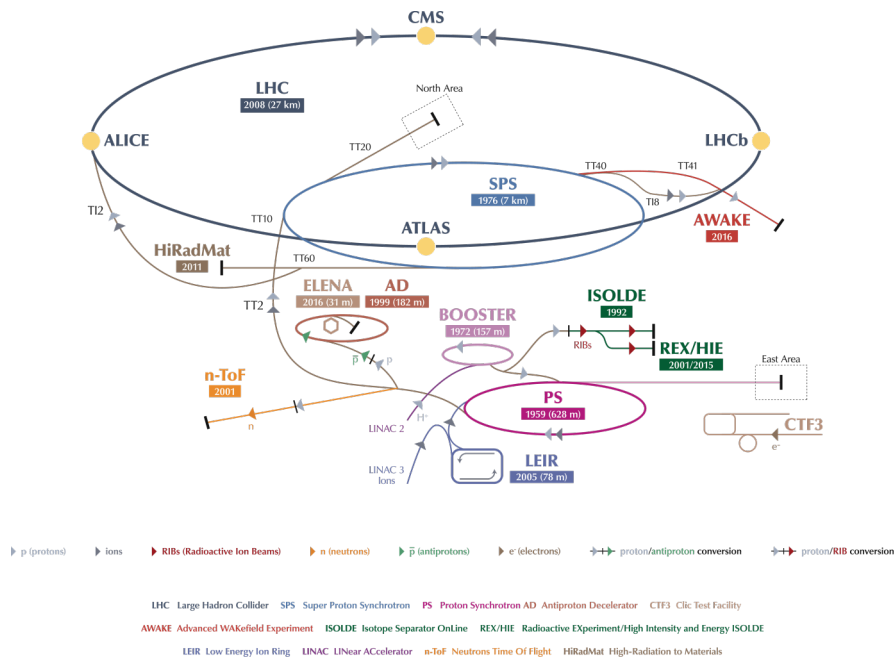 CMS
LHC
2008 (27 km)
North Area
ALICE
TT20
LHCb
TT40
TT41
SPS
1976 (7 km)
TI2
TT10
TI8
ATLAS
AWAKE
2016
HiRadMat
2011
TT60
ELENA
2016 (31 m)
AD
1999 (182 m)
TT2
BOOSTER
1972 (157 m)
ISOLDE
1992
RIBs
REX/HIE
2001/2015
p̅
p
East Area
n-ToF
2001
PS
1959 (628 m)
n
H⁺
LINAC 2
CTF3
e⁻
LINAC 3
Ions
LEIR
2005 (78 m)
p (protons) ions RIBs (Radioactive Ion Beams) n (neutrons) p̅ (antiprotons) e⁻ (electrons) proton/antiproton conversion proton/RIB conversion
LHC Large Hadron Collider SPS Super Proton Synchrotron PS Proton Synchrotron AD Antiproton Decelerator CTF3 Clic Test Facility
AWAKE Advanced WAKefield Experiment ISOLDE Isotope Separator OnLine REX/HIE Radioactive EXperiment/High Intensity and Energy ISOLDE
LEIR Low Energy Ion Ring LINAC LINear ACcelerator n-ToF Neutrons Time Of Flight HiRadMat High-Radiation to Materials